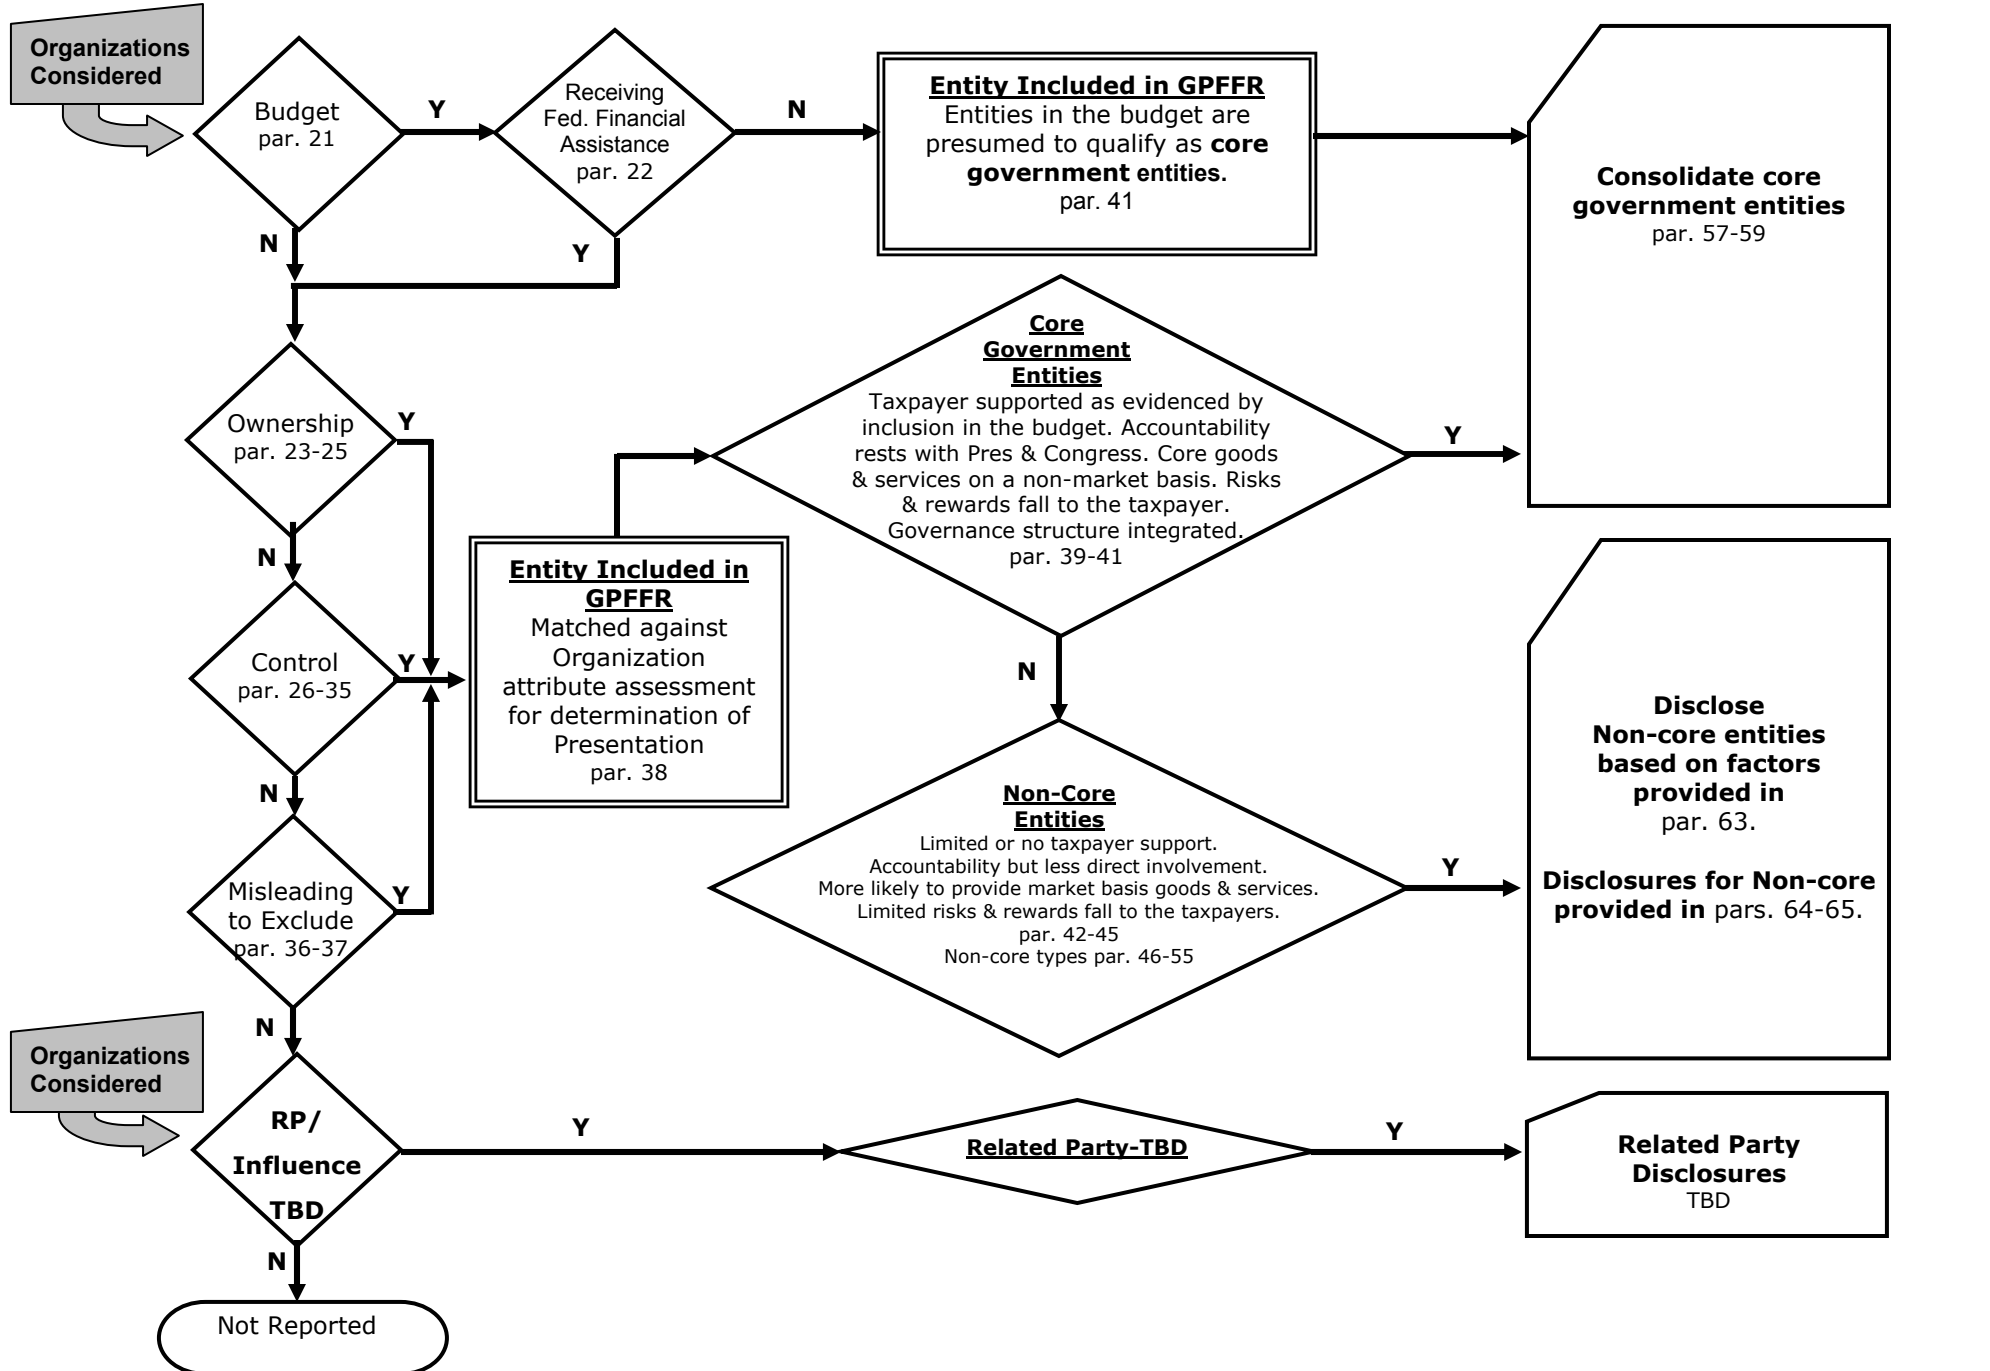 Organizations
Considered
Budget
par. 21
Y
Receiving
Fed. Financial
Assistance
par. 22
N
Entity Included in GPFFR
Entities in the budget are
presumed to qualify as core
government entities.
par. 41
Consolidate core
government entities
par. 57-59
N
Y
Ownership
par. 23-25
Y
Core
Government
Entities
Taxpayer supported as evidenced by
inclusion in the budget. Accountability
rests with Pres & Congress. Core goods
& services on a non-market basis. Risks
& rewards fall to the taxpayer.
Governance structure integrated.
par. 39-41
Y
N
Control
par. 26-35
Y
Entity Included in
GPFFR
Matched against
Organization
attribute assessment
for determination of
Presentation
par. 38
N
N
Misleading
to Exclude
par. 36-37
Y
Non-Core
Entities
Limited or no taxpayer support.
Accountability but less direct involvement.
More likely to provide market basis goods & services.
Limited risks & rewards fall to the taxpayers.
par. 42-45
Non-core types par. 46-55
Y
Disclose
Non-core entities
based on factors
provided in
par. 63.
Disclosures for Non-core
provided in pars. 64-65.
N
Organizations
Considered
RP/
Influence
TBD
Y
Related Party-TBD
Y
Related Party
Disclosures
TBD
N
Not Reported